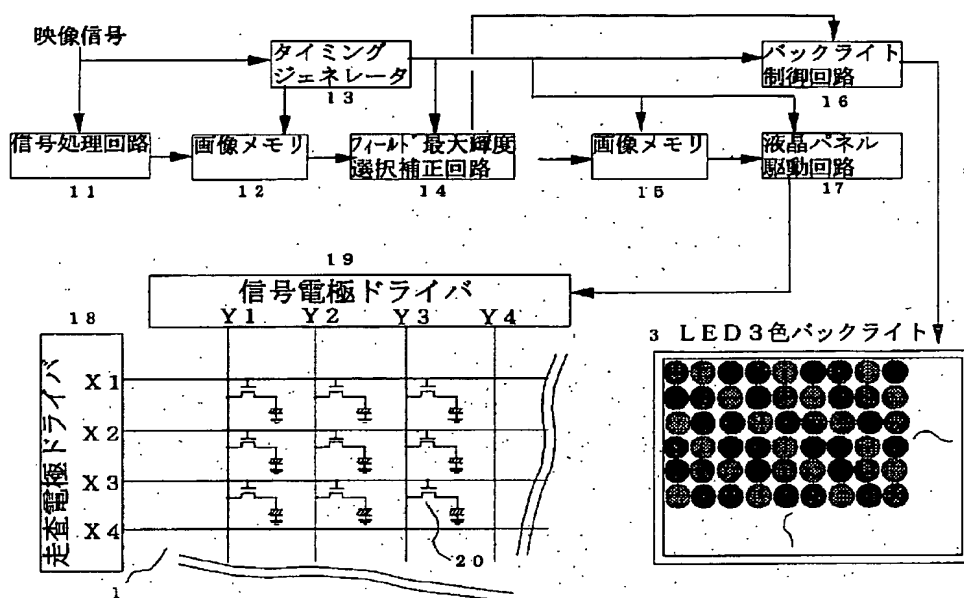 映像信号
タイミング
ジェネレータ
13
バックライト
制御回路
16
信号処理回路
11
画像メモリ
12
フィールド最大輝度
選択補正回路
14
画像メモリ
15
液晶パネル
駆動回路
17
19
信号電極ドライバ
Y1 Y2 Y3 Y4
18
走査電極ドライバ
X1
X2
X3
X4
20
1
3 LED3色バックライト